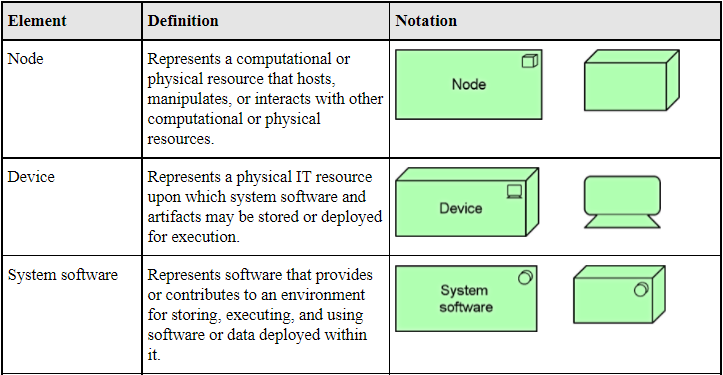 Element Definition Notation
Node
Represents a computational or
physical resource that hosts,
manipulates, or interacts with other
computational or physical
resources.
Node
Device
Represents a physical IT resource
upon which system software and
artifacts may be stored or deployed
for execution.
Device
System software
Represents software that provides
or contributes to an environment
for storing, executing, and using
software or data deployed within
it.
System
software